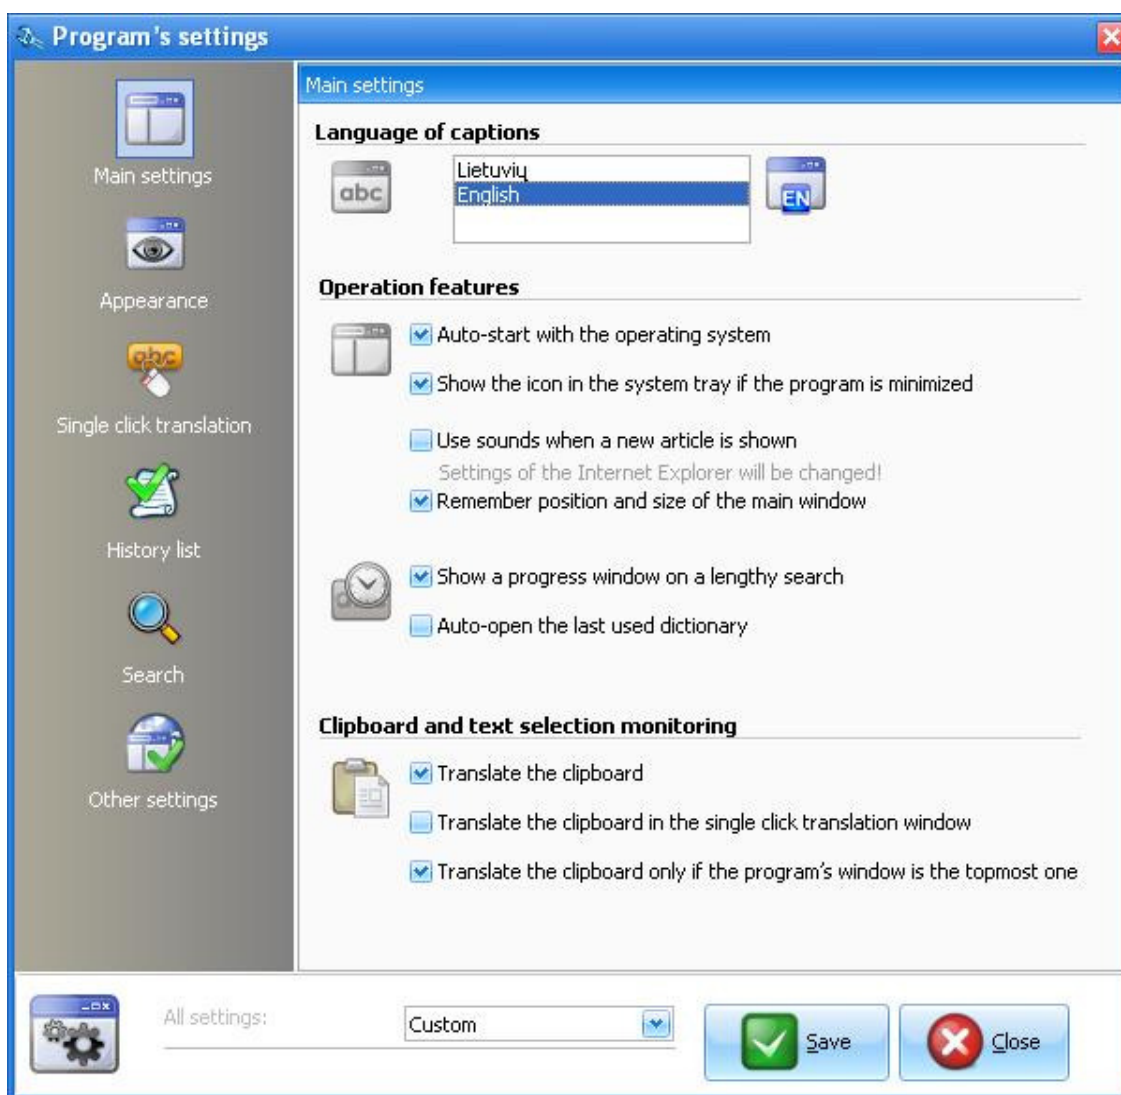 Program's settings
Main settings
Appearance
abc
Single click translation
History list
Search
Other settings
Main settings
Language of captions
abc
Lietuvių
English
EN
Operation features
Auto-start with the operating system
Show the icon in the system tray if the program is minimized
Use sounds when a new article is shown
Settings of the Internet Explorer will be changed!
Remember position and size of the main window
Show a progress window on a lengthy search
Auto-open the last used dictionary
Clipboard and text selection monitoring
Translate the clipboard
Translate the clipboard in the single click translation window
Translate the clipboard only if the program's window is the topmost one
All settings:
Custom
Save
Close